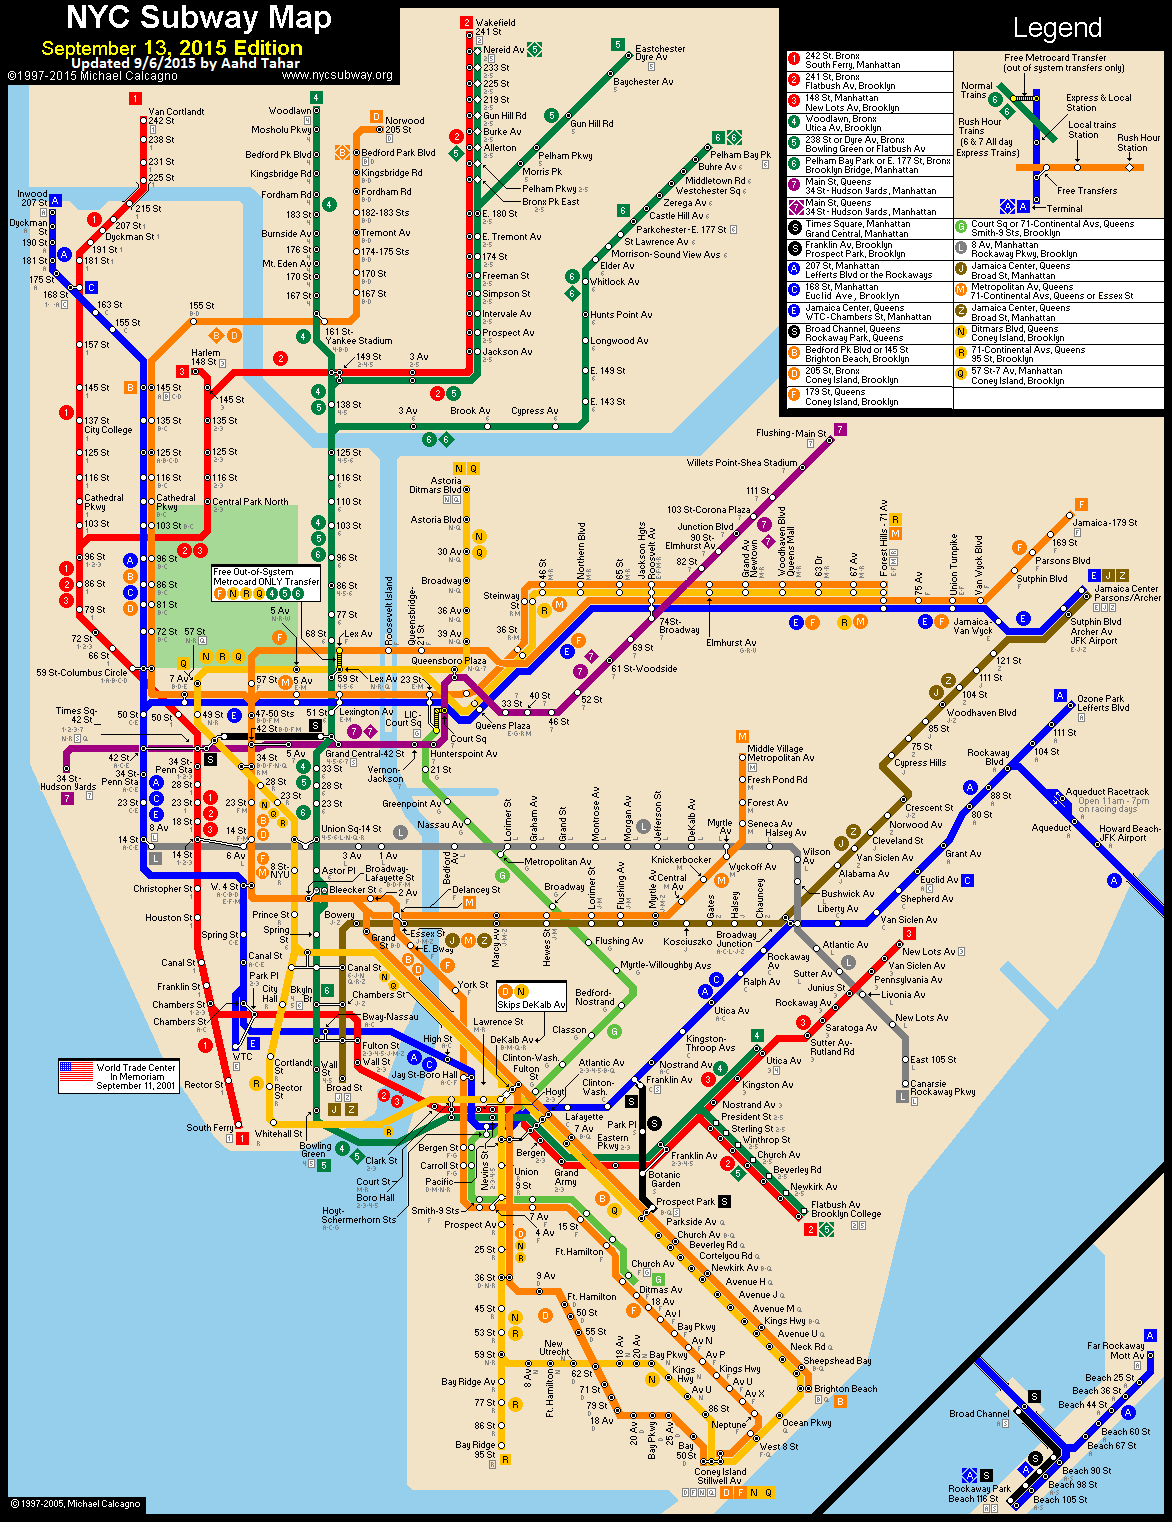 NYC Subway Map
September 13, 2015 Edition
Updated 9/6/2015 by Aahd Tahar
©1997-2015 Michael Calcagno
www.nycsubway.org
Legend
1 242 St, Bronx
South Ferry, Manhattan
2 241 St, Bronx
Flatbush Av, Brooklyn
3 148 St, Manhattan
New Lots Av, Brooklyn
4 Woodlawn, Bronx
Utica Av, Brooklyn
5 238 St or Dyre Av, Bronx
Bowling Green or Flatbush Av
6 Pelham Bay Park or E. 177 St, Bronx
Brooklyn Bridge, Manhattan
7 Main St, Queens
34 St- Hudson Yards, Manhattan
7 Main St, Queens
34 St- Hudson Yards, Manhattan
S Times Square, Manhattan
Grand Central, Manhattan
S Franklin Av, Brooklyn
Prospect Park, Brooklyn
A 207 St, Manhattan
Lefferts Blvd or the Rockaways
C 168 St, Manhattan
Euclid Ave, Brooklyn
E Jamaica Center, Queens
WTC-Chambers St, Manhattan
S Broad Channel, Queens
Rockaway Park, Queens
B Bedford Pk Blvd or 145 St
Brighton Beach, Brooklyn
D 205 St, Bronx
Coney Island, Brooklyn
F 179 St, Queens
Coney Island, Brooklyn
Free Metrocard Transfer
(out of system transfers only)
Normal
Trains
Express & Local
Station
Rush Hour
Trains
(6 & 7 All day
Express Trains)
Local trains
Station
Rush Hour
Station
Free Transfers
Terminal
G Court Sq or 71-Continental Avs, Queens
Smith-9 Sts, Brooklyn
L 8 Av, Manhattan
Rockaway Pkwy, Brooklyn
J Jamaica Center, Queens
Broad St, Manhattan
M Metropolitan Av, Queens
71-Continental Avs, Queens or Essex St
Z Jamaica Center, Queens
Broad St, Manhattan
N Ditmars Blvd, Queens
Coney Island, Brooklyn
R 71-Continental Avs, Queens
95 St, Brooklyn
Q 57 St-7 Av, Manhattan
Coney Island, Brooklyn
Van Cortlandt
242 St
238 St
231 St
225 St
215 St
207 St
Dyckman St
191 St
181 St
Inwood
207 St
Dyckman
St
190 St
181 St
175 St
168 St
163 St
155 St
157 St
145 St
137 St
City College
125 St
116 St
Cathedral
Pkwy
103 St
96 St
86 St
79 St
72 St
66 St
59 St-Columbus Circle
Woodlawn
Mosholu Pkwy
Bedford Pk Blvd
Kingsbridge Rd
Fordham Rd
183 St
Burnside Av
176 St
Mt. Eden Av
170 St
167 St
161 St-
Yankee Stadium
Norwood
205 St
Bedford Park Blvd
Kingsbridge Rd
Fordham Rd
182-183 Sts
Tremont Av
174-175 Sts
170 St
167 St
155 St
Wakefield
241 St
Nereid Av
233 St
225 St
219 St
Gun Hill Rd
Burke Av
Allerton
Pelham Pkwy
Bronx Pk East
E. 180 St
E. Tremont Av
174 St
Freeman St
Simpson St
Intervale Av
Prospect Av
Jackson Av
3 Av
149 St
Eastchester
Dyre Av
Baychester Av
Gun Hill Rd
Pelham Pkwy
Morris Pk
Pelham Bay Pk
Buhre Av
Middletown Rd
Westchester Sq
Zerega Av
Castle Hill Av
Parkchester-E. 177 St
St Lawrence Av
Morrison-Sound View Avs
Elder Av
Whitlock Av
Hunts Point Av
Longwood Av
E. 149 St
E. 143 St
Cypress Av
Brook Av
3 Av
138 St
Harlem
148 St
145 St
135 St
125 St
116 St
Central Park North
145 St
135 St
125 St
116 St
Cathedral
Pkwy
103 St
96 St
86 St
81 St
72 St
125 St
116 St
110 St
103 St
96 St
86 St
77 St
68 St
59 St
51 St
Free Out-of-System
Metrocard ONLY Transfer
F N R Q 4 5 6
5 Av
57 St
7 Av
Lex Av
Lex Av
5 Av
57 St
Roosevelt Island
Queensbridge-
21 St
Astoria
Ditmars Blvd
Astoria Blvd
30 Av
Broadway
36 Av
39 Av
Queensboro Plaza
23 St
LIC-
Court Sq
Court Sq
Queens Plaza
Hunterspoint Av
Vernon-
Jackson
Flushing-Main St
Willets Point-Shea Stadium
111 St
103 St-Corona Plaza
Junction Blvd
90 St-
Elmhurst Av
82 St
74St-
Broadway
69 St
61 St-Woodside
52 St
46 St
40 St
33 St
Steinway
St
36 St
46 St
Northern Blvd
65 St
Jackson Hgts
Roosevelt Av
Elmhurst Av
Grand Av
Newtown
Woodhaven Blvd
Queens Mall
63 Dr
67 Av
Forest Hills - 71 Av
75 Av
Union Turnpike
Van Wyck Blvd
Jamaica-179 St
169 St
Parsons Blvd
Sutphin Blvd
Jamaica-
Van Wyck
Jamaica Center
Parsons/Archer
Sutphin Blvd
Archer Av
JFK Airport
121 St
111 St
104 St
Woodhaven Blvd
85 St
75 St
Cypress Hills
Crescent St
Norwood Av
Cleveland St
Van Siclen Av
Alabama Av
Ozone Park
Lefferts Blvd
111 St
104 St
Rockaway
Blvd
88 St
80 St
Grant Av
Euclid Av
Shepherd Av
Van Siclen Av
Liberty Av
Bushwick Av
Aqueduct Racetrack
Open 11am - 7pm
on racing days
Aqueduct
Howard Beach-
JFK Airport
Times Sq-
42 St
50 St
50 St
49 St
47-50 Sts
42 St
5 Av
Lexington Av
Grand Central-42 St
42 St
34 St-
Hudson Yards
34 St-
Penn Sta
34 St-
Penn Sta
34 St
33 St
28 St
28 St
28 St
23 St
23 St
23 St
23 St
18 St
14 St
8 Av
14 St
14 St
6 Av
Union Sq-14 St
3 Av
1 Av
Bedford
Av
Christopher St
Houston St
Canal St
Franklin St
Chambers St
Chambers St
W. 4 St
Spring St
Canal St
Park Pl
City
Hall
WTC
Cortlandt
St
Rector St
Rector
St
South Ferry
Whitehall St
Bowling
Green
8 St-
NYU
Prince St
Spring
St
Astor Pl
Bleecker St
Broadway-
Lafayette St
2 Av
Bowery
Grand
St
Canal St
Bklyn
Br
Chambers St
Bway-Nassau
Fulton St
Wall St
Wall
St
Broad St
Delancey St
Essex St
E. Bway
York St
High St
Jay St-Boro Hall
Lawrence St
DeKalb Av
D N
Skips DeKalb Av
World Trade Center
In Memoriam
September 11, 2001
21 St
Greenpoint Av
Nassau Av
Metropolitan Av
Broadway
Flushing Av
Myrtle-Willoughby Avs
Bedford-
Nostrand
Classon
Clinton-Wash.
Fulton
St
Lorimer St
Graham Av
Grand St
Montrose Av
Morgan Av
Jefferson St
DeKalb Av
Myrtle
Av
Halsey Av
Wilson
Av
Middle Village
Metropolitan Av
Fresh Pond Rd
Forest Av
Seneca Av
Wyckoff Av
Knickerbocker
Central
Av
Marcy Av
Hewes St
Lorimer St
Flushing Av
Myrtle Av
Kosciuszko
Gates
Halsey
Chauncey
Broadway
Junction
Rockaway
Av
Ralph Av
Utica Av
Kingston-
Throop Avs
Nostrand Av
Franklin Av
Clinton-
Wash.
Lafayette
Hoyt
Atlantic Av
Atlantic Av
Sutter Av
Livonia Av
New Lots Av
East 105 St
Canarsie
Rockaway Pkwy
New Lots Av
Van Siclen Av
Pennsylvania Av
Junius St
Rockaway Av
Saratoga Av
Sutter Av-
Rutland Rd
Utica Av
Kingston Av
Nostrand Av
President St
Sterling St
Winthrop St
Church Av
Beverley Rd
Newkirk Av
Flatbush Av
Brooklyn College
Franklin Av
Park Pl
Botanic
Garden
Prospect Park
Eastern
Pkwy
Grand
Army
7 Av
Bergen
Nevins St
Clark St
Court St
Boro Hall
Hoyt-
Schermerhorn Sts
Bergen St
Carroll St
Pacific
Union
9 St
Smith-9 Sts
4 Av
7 Av
15 St
Ft.Hamilton
Church Av
Ditmas Av
18 Av
Av I
Bay Pkwy
Av N
Av P
Kings Hwy
Av U
Av X
Neptune
West 8 St
Coney Island
Stillwell Av
Prospect Av
25 St
36 St
45 St
53 St
59 St
Bay Ridge Av
77 St
86 St
Bay Ridge
95 St
9 Av
Ft. Hamilton
50 St
55 St
New
Utrecht
62 St
71 St
79 St
18 Av
20 Av
Bay Pkwy
25 Av
Bay
50 St
8 Av
Ft. Hamilton
18 Av
20 Av
Bay Pkwy
Kings
Hwy
Av U
86 St
Parkside Av
Church Av
Beverley Rd
Cortelyou Rd
Newkirk Av
Avenue H
Avenue J
Avenue M
Kings Hwy
Avenue U
Neck Rd
Sheepshead Bay
Brighton Beach
Ocean Pkwy
Far Rockaway
Mott Av
Beach 25 St
Beach 36 St
Beach 44 St
Beach 60 St
Beach 67 St
Broad Channel
Beach 90 St
Beach 98 St
Beach 105 St
Rockaway Park
Beach 116 St
© 1997-2005, Michael Calcagno